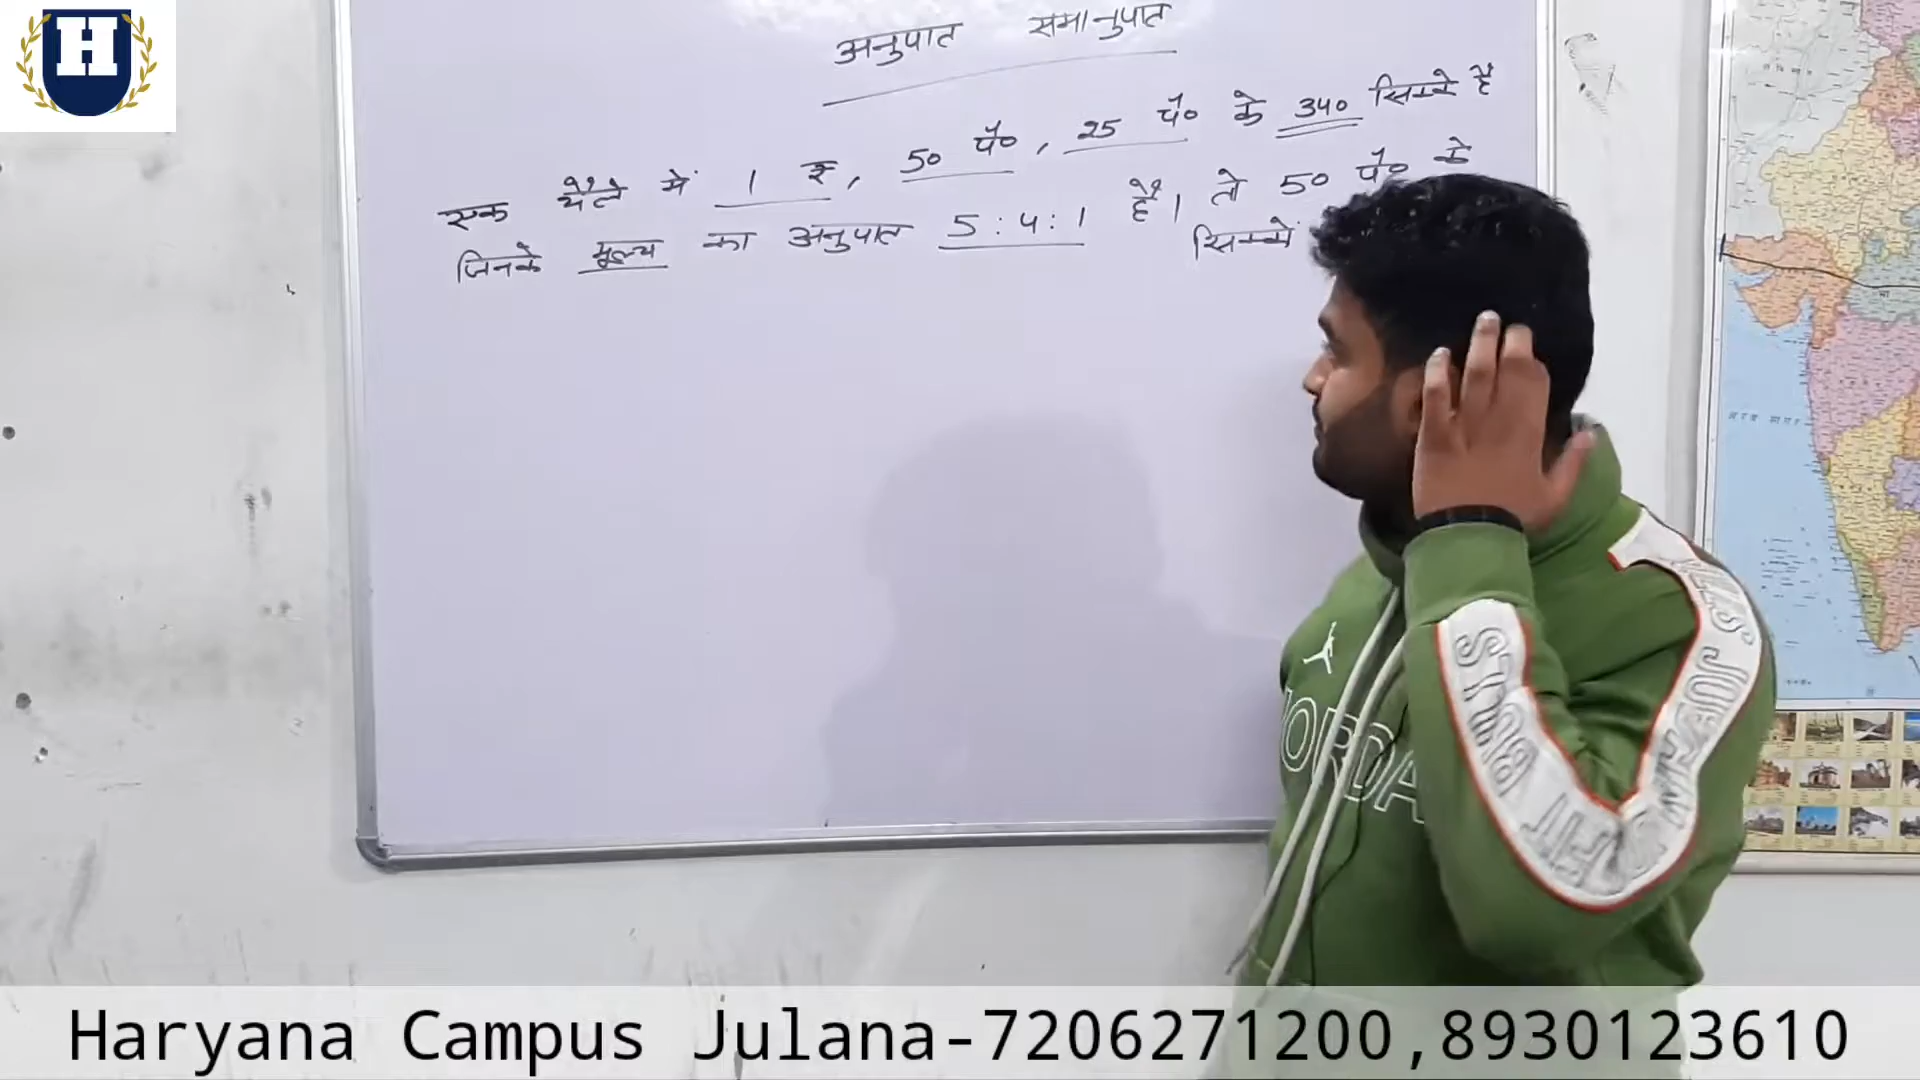 H
अनुपात समानुपात
एक थैले में 1 रु, 50 पै०, 25 पै० के 340 सिक्के है
जिनके मूल्य का अनुपात 5 : 4 : 1 है। तो 50 पै० के
सिक्को
JORDA
Haryana Campus Julana-7206271200,8930123610